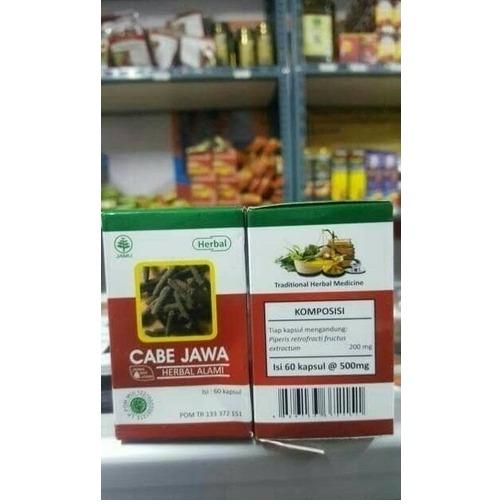 JAMU
Herbal
CABE JAWA
HERBAL ALAMI
Isi : 60 kapsul
POM TR 133 372 151
Traditional Herbal Medicine
KOMPOSISI
Tiap kapsul mengandung:
Piperis retrofracti fructus
extractum 200 mg
Isi 60 kapsul @ 500mg